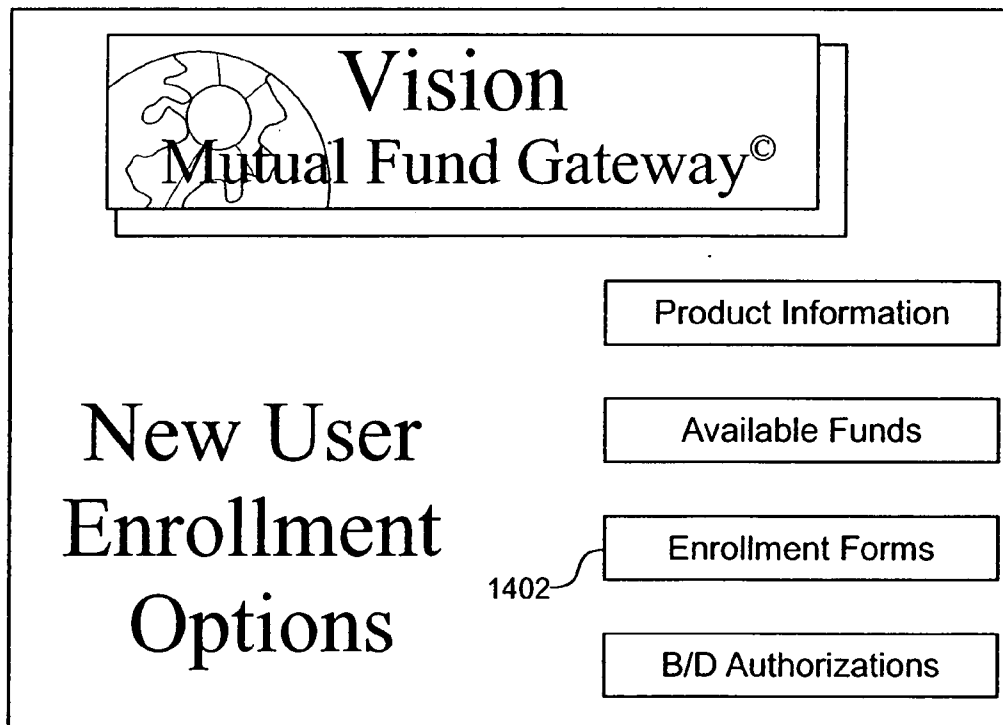 Vision
Mutual Fund Gateway©
Product Information
New User
Enrollment
Options
Available Funds
Enrollment Forms
1402
B/D Authorizations